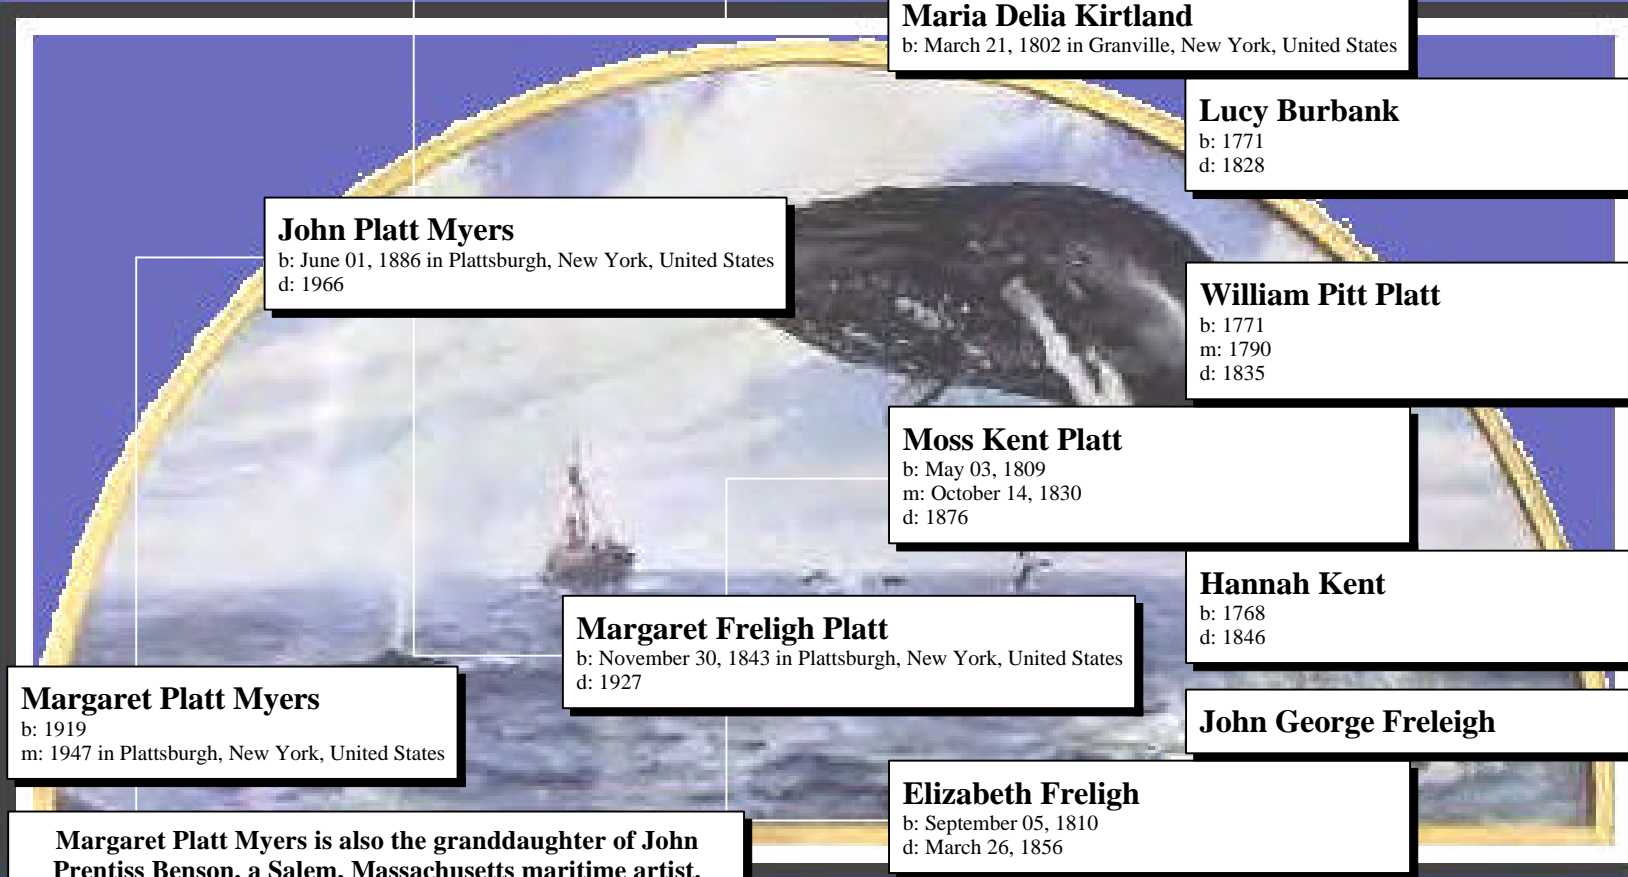 Maria Delia Kirtland
b: March 21, 1802 in Granville, New York, United States
Lucy Burbank
b: 1771
d: 1828
John Platt Myers
b: June 01, 1886 in Plattsburgh, New York, United States
d: 1966
William Pitt Platt
b: 1771
m: 1790
d: 1835
Moss Kent Platt
b: May 03, 1809
m: October 14, 1830
d: 1876
Hannah Kent
b: 1768
d: 1846
Margaret Freligh Platt
b: November 30, 1843 in Plattsburgh, New York, United States
d: 1927
Margaret Platt Myers
b: 1919
m: 1947 in Plattsburgh, New York, United States
John George Freleigh
Elizabeth Freligh
b: September 05, 1810
d: March 26, 1856
Margaret Platt Myers is also the granddaughter of John
Prentiss Benson, a Salem, Massachusetts maritime artist.